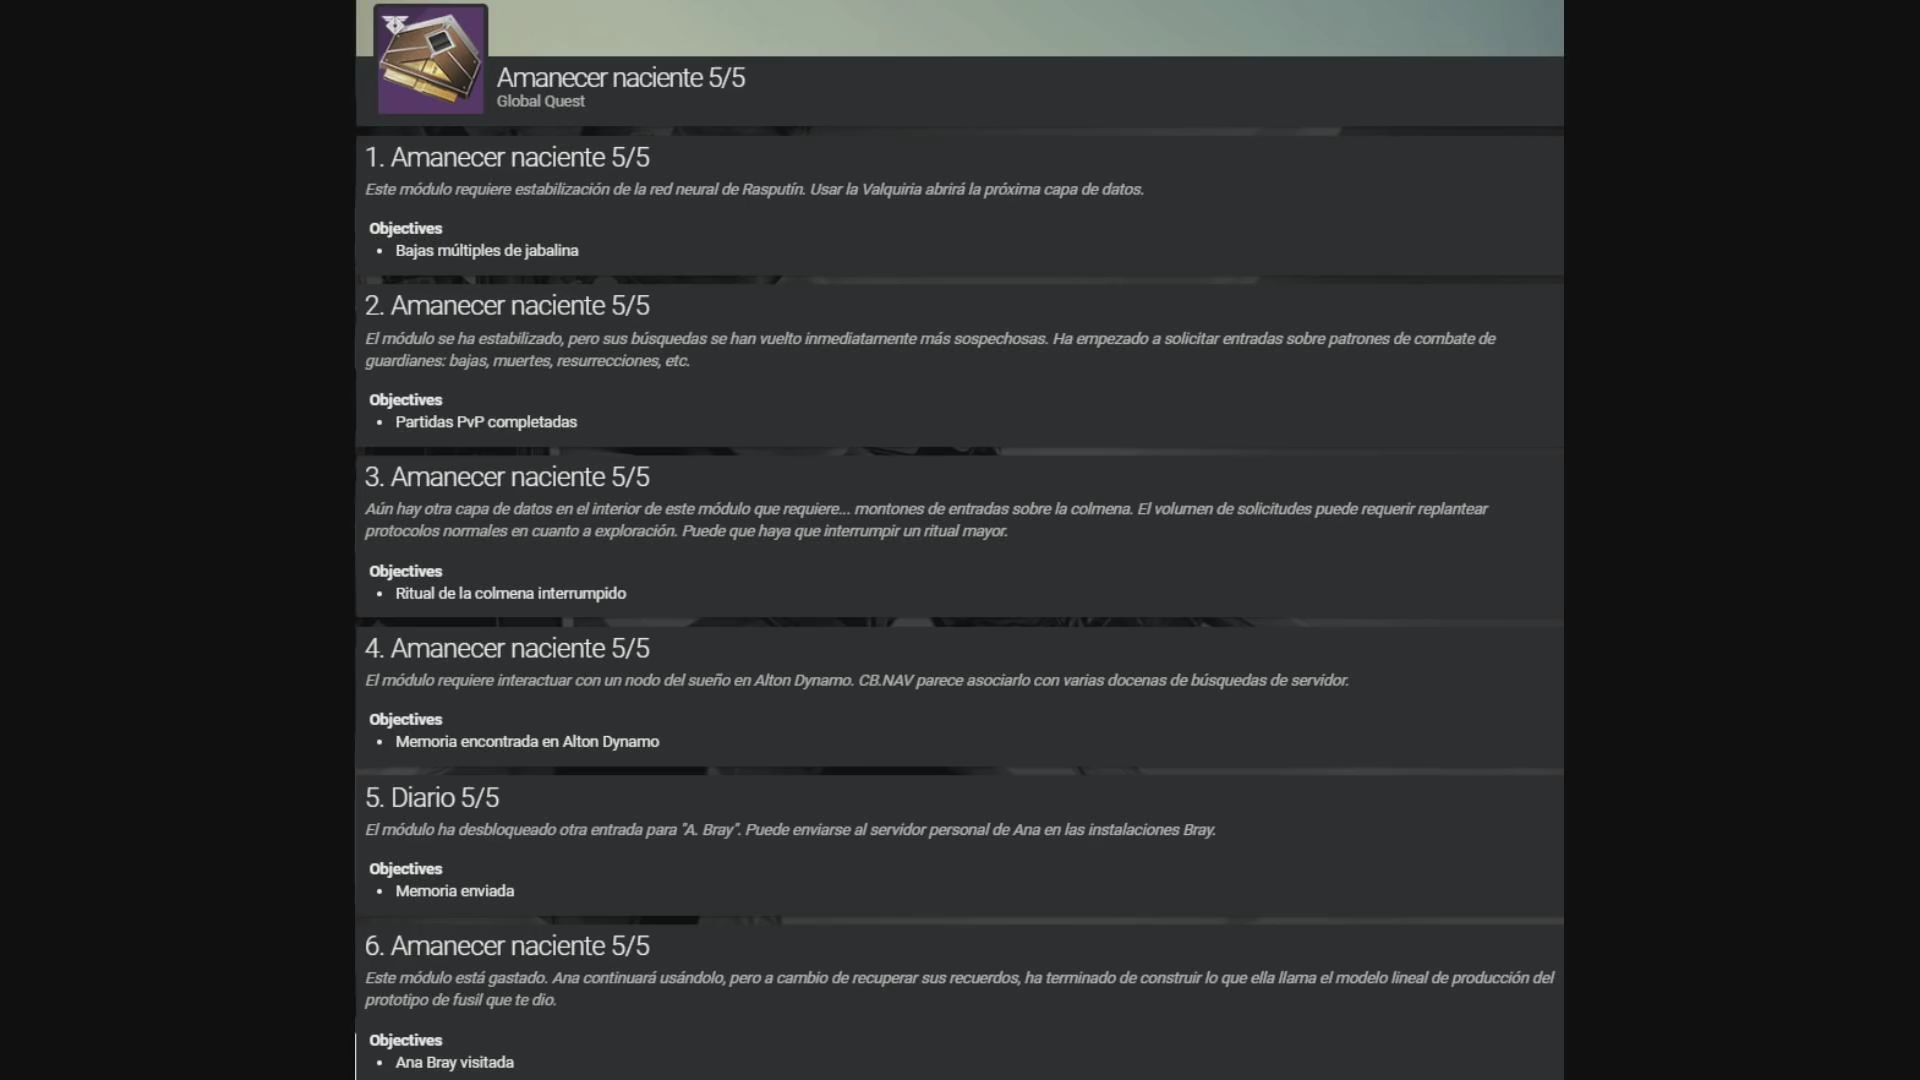 Amanecer naciente 5/5
Global Quest
1. Amanecer naciente 5/5
Este módulo requiere estabilización de la red neural de Rasputín. Usar la Valquiria abrirá la próxima capa de datos.
Objectives
• Bajas múltiples de jabalina
2. Amanecer naciente 5/5
El módulo se ha estabilizado, pero sus búsquedas se han vuelto inmediatamente más sospechosas. Ha empezado a solicitar entradas sobre patrones de combate de
guardianes: bajas, muertes, resurrecciones, etc.
Objectives
• Partidas PvP completadas
3. Amanecer naciente 5/5
Aún hay otra capa de datos en el interior de este módulo que requiere... montones de entradas sobre la colmena. El volumen de solicitudes puede requerir replantear
protocolos normales en cuanto a exploración. Puede que haya que interrumpir un ritual mayor.
Objectives
• Ritual de la colmena interrumpido
4. Amanecer naciente 5/5
El módulo requiere interactuar con un nodo del sueño en Alton Dynamo. CB.NAV parece asociarlo con varias docenas de búsquedas de servidor.
Objectives
• Memoria encontrada en Alton Dynamo
5. Diario 5/5
El módulo ha desbloqueado otra entrada para "A. Bray". Puede enviarse al servidor personal de Ana en las instalaciones Bray.
Objectives
• Memoria enviada
6. Amanecer naciente 5/5
Este módulo está gastado. Ana continuará usándolo, pero a cambio de recuperar sus recuerdos, ha terminado de construir lo que ella llama el modelo lineal de producción del
prototipo de fusil que te dio.
Objectives
• Ana Bray visitada